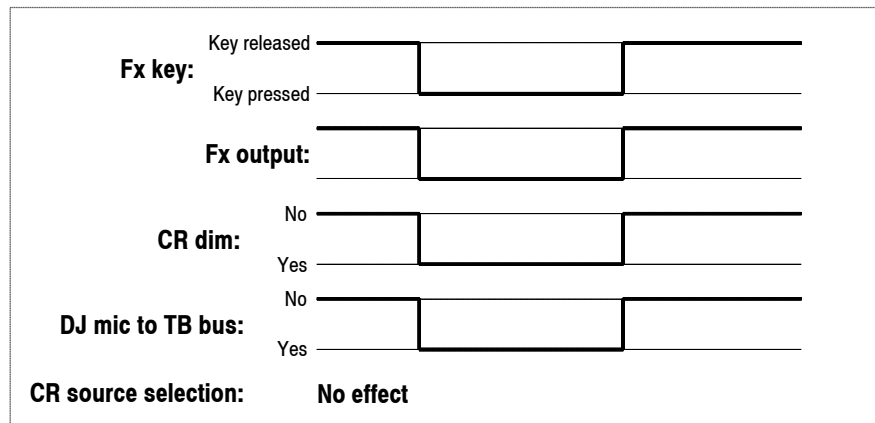 Key released
Fx key:
Key pressed
Fx output:
No
CR dim:
Yes
No
DJ mic to TB bus:
Yes
CR source selection: No effect